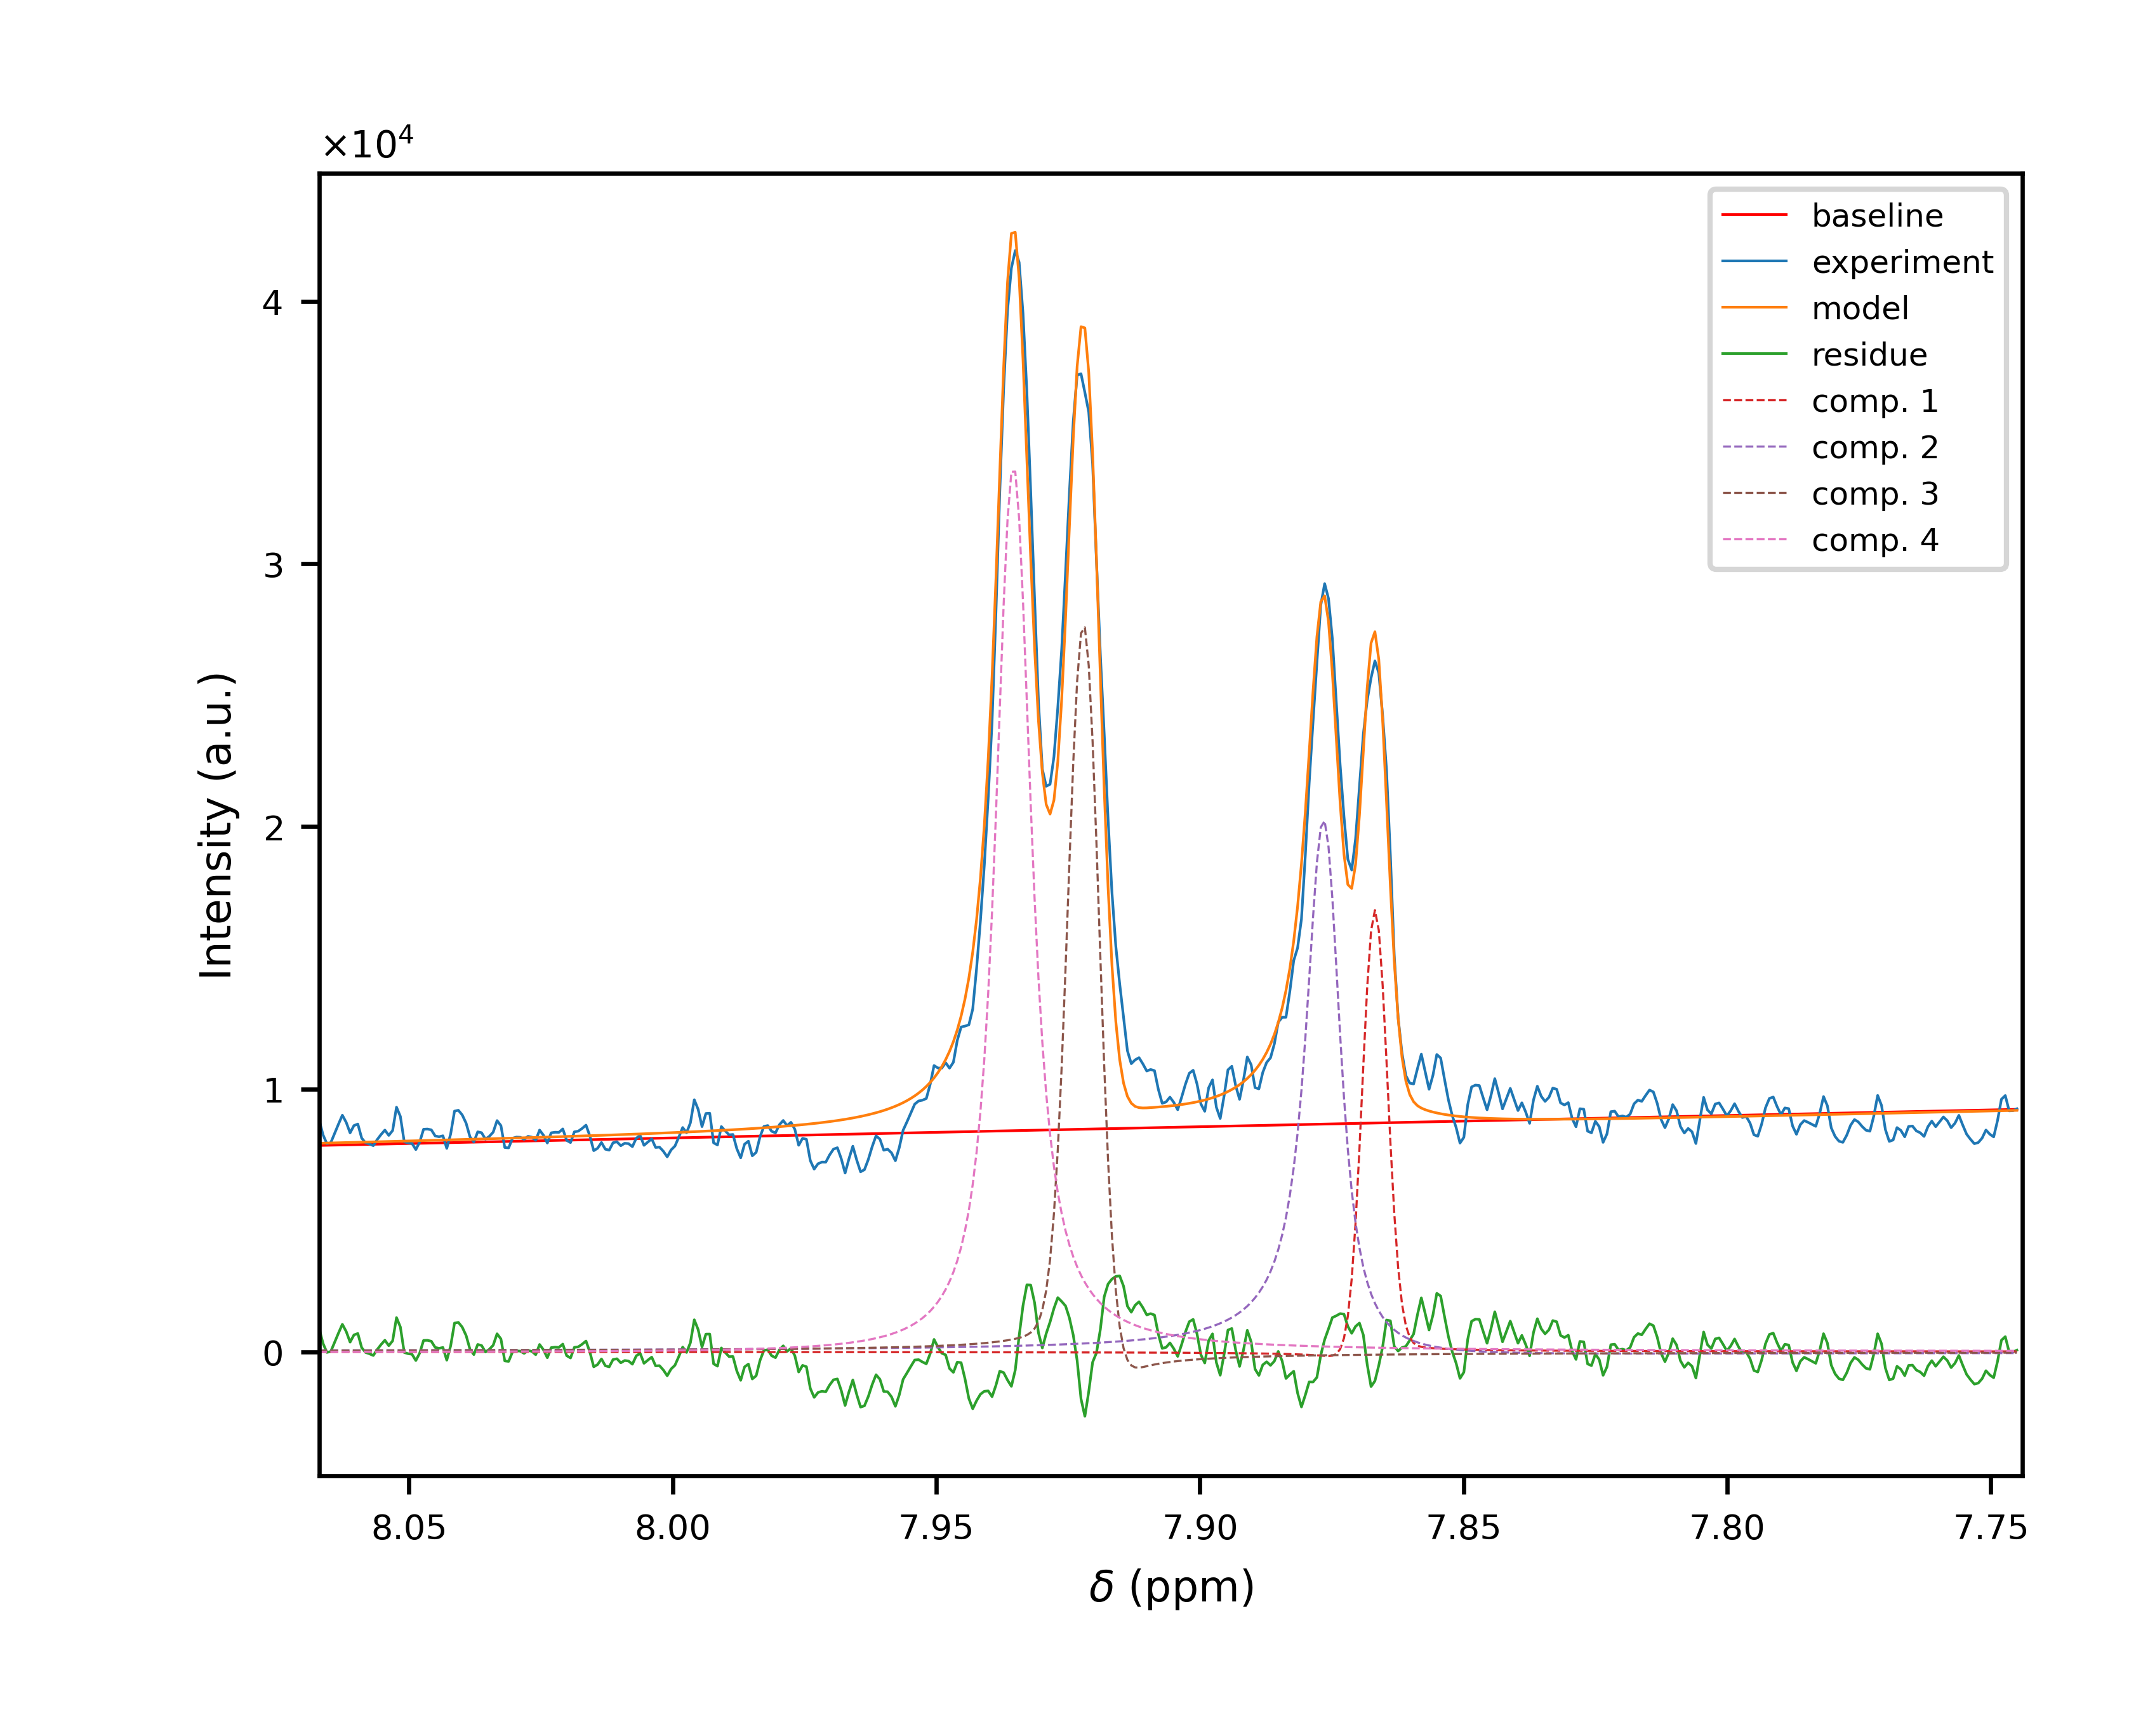 ×10⁴
baseline
experiment
model
residue
comp. 1
comp. 2
comp. 3
comp. 4
4
3
2
1
0
Intensity (a.u.)
8.05 8.00 7.95 7.90 7.85 7.80 7.75
δ (ppm)